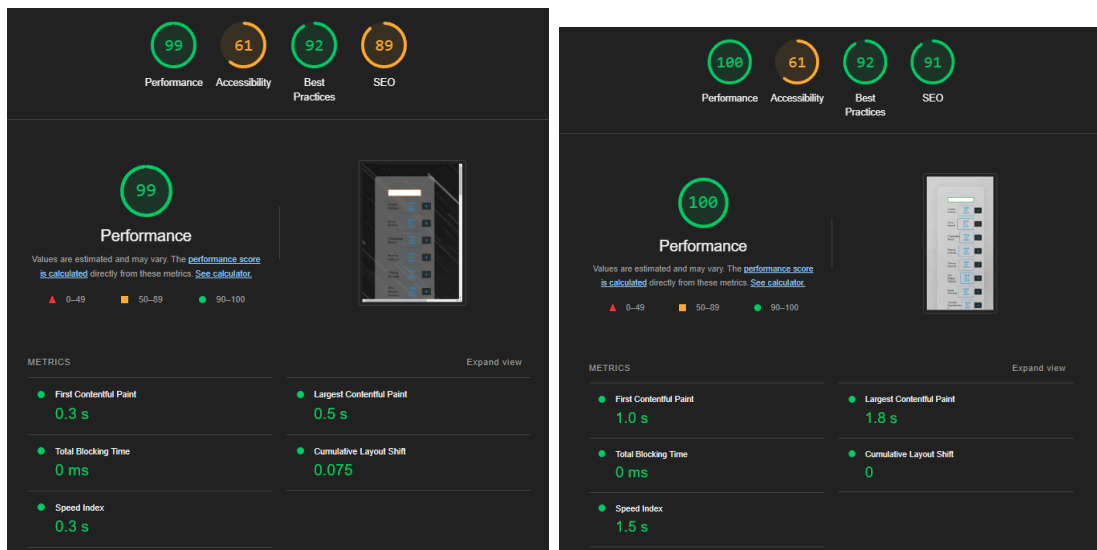 99
61
92
89
Performance
Accessibility
Best
Practices
SEO
99
Performance
Values are estimated and may vary. The performance score
is calculated directly from these metrics. See calculator.
0–49
50–89
90–100
METRICS
Expand view
First Contentful Paint
0.3 s
Largest Contentful Paint
0.5 s
Total Blocking Time
0 ms
Cumulative Layout Shift
0.075
Speed Index
0.3 s
100
61
92
91
Performance
Accessibility
Best
Practices
SEO
100
Performance
Values are estimated and may vary. The performance score
is calculated directly from these metrics. See calculator.
0–49
50–89
90–100
METRICS
Expand view
First Contentful Paint
1.0 s
Largest Contentful Paint
1.8 s
Total Blocking Time
0 ms
Cumulative Layout Shift
0
Speed Index
1.5 s